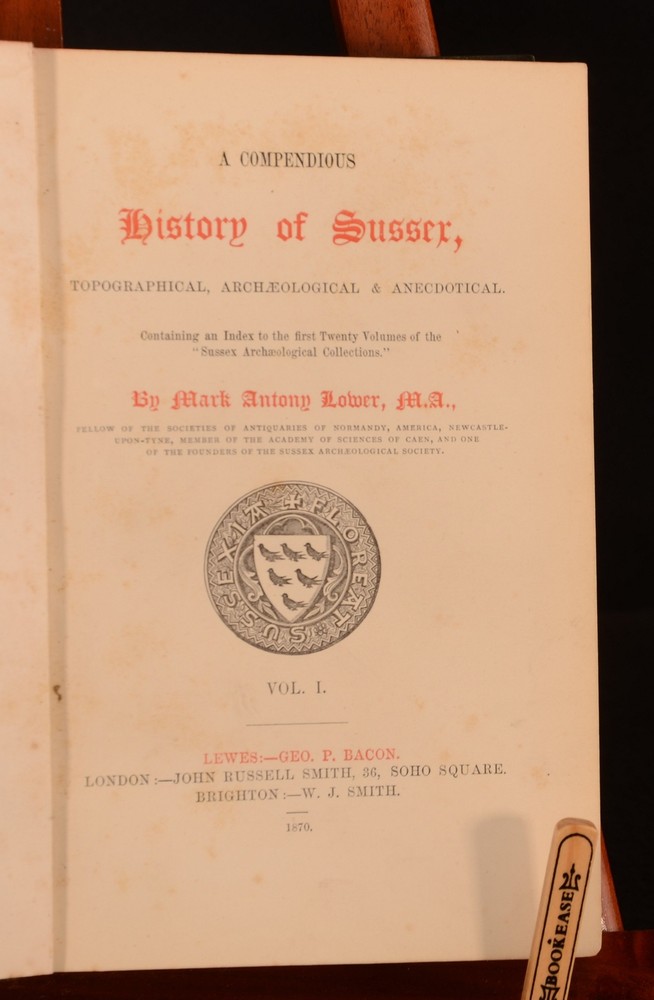 A COMPENDIOUS
History of Sussex,
TOPOGRAPHICAL, ARCHÆOLOGICAL & ANECDOTICAL.
Containing an Index to the first Twenty Volumes of the
"Sussex Archæological Collections."
By Mark Antony Lower, M.A.,
FELLOW OF THE SOCIETIES OF ANTIQUARIES OF NORMANDY, AMERICA, NEWCASTLE-
UPON-TYNE, MEMBER OF THE ACADEMY OF SCIENCES OF CAEN, AND ONE
OF THE FOUNDERS OF THE SUSSEX ARCHÆOLOGICAL SOCIETY.
FLOREAT SUSSEXIA
VOL. I.
LEWES:—GEO. P. BACON.
LONDON:—JOHN RUSSELL SMITH, 36, SOHO SQUARE.
BRIGHTON:—W. J. SMITH.
1870.
BOOKEASE